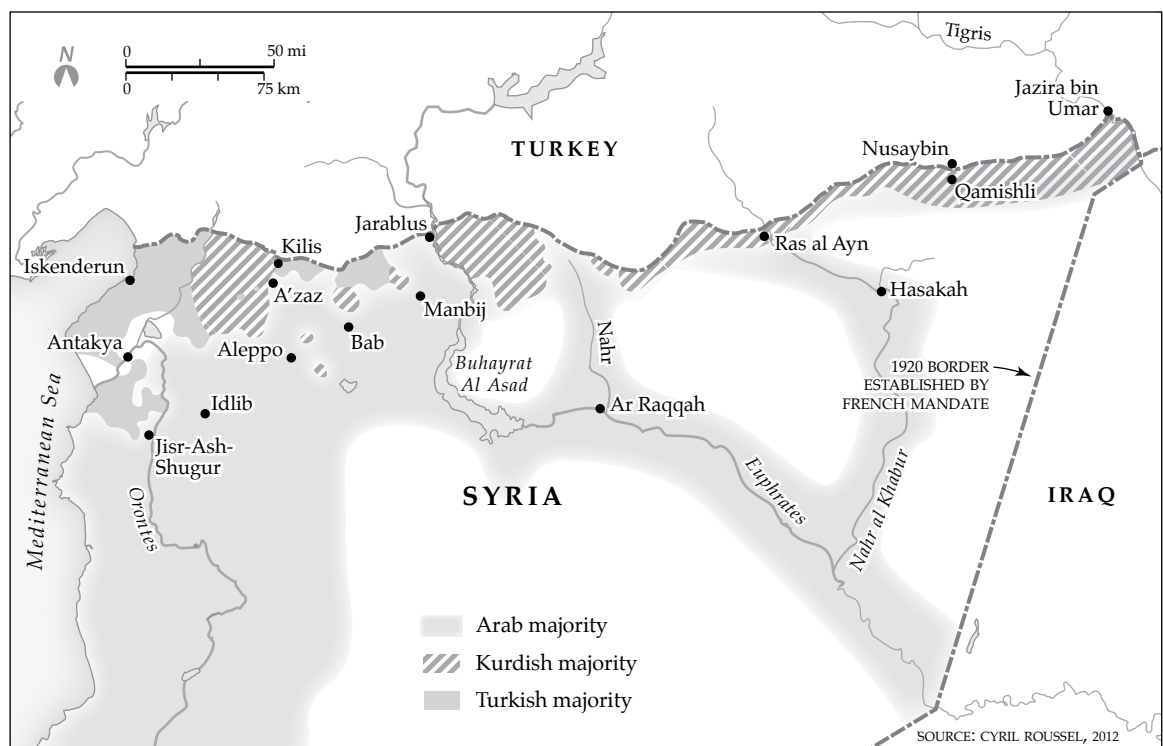 N
0 50 mi
0 75 km
Tigris
Jazira bin
Umar
TURKEY
Nusaybin
Qamishli
Jarablus
Kilis
Ras al Ayn
Iskenderun
A'zaz
Hasakah
Manbij
Antakya
Aleppo
Bab
Nahr
Buhayrat
Al Asad
1920 BORDER
ESTABLISHED BY
FRENCH MANDATE
Idlib
Ar Raqqah
Jisr-Ash-
Shugur
Mediterranean Sea
Orontes
SYRIA
Euphrates
Nahr al Khabur
IRAQ
Arab majority
Kurdish majority
Turkish majority
SOURCE: CYRIL ROUSSEL, 2012